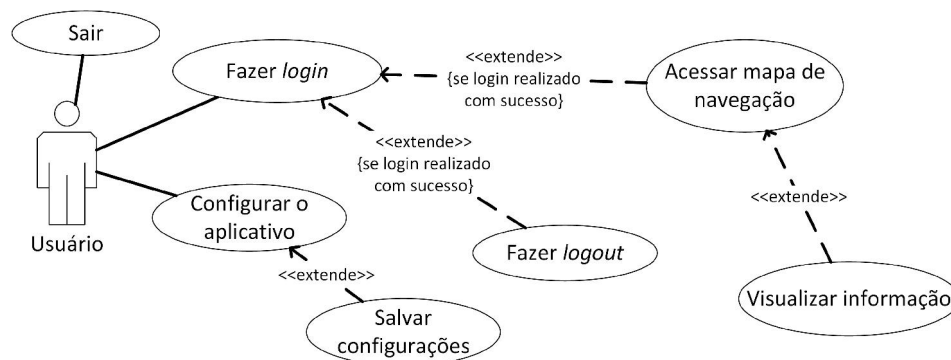 Sair
Fazer login
<<extende>>
{se login realizado
com sucesso}
Acessar mapa de
navegação
<<extende>>
{se login realizado
com sucesso}
<<extende>>
Usuário
Configurar o
aplicativo
Fazer logout
<<extende>>
Visualizar informação
Salvar
configurações